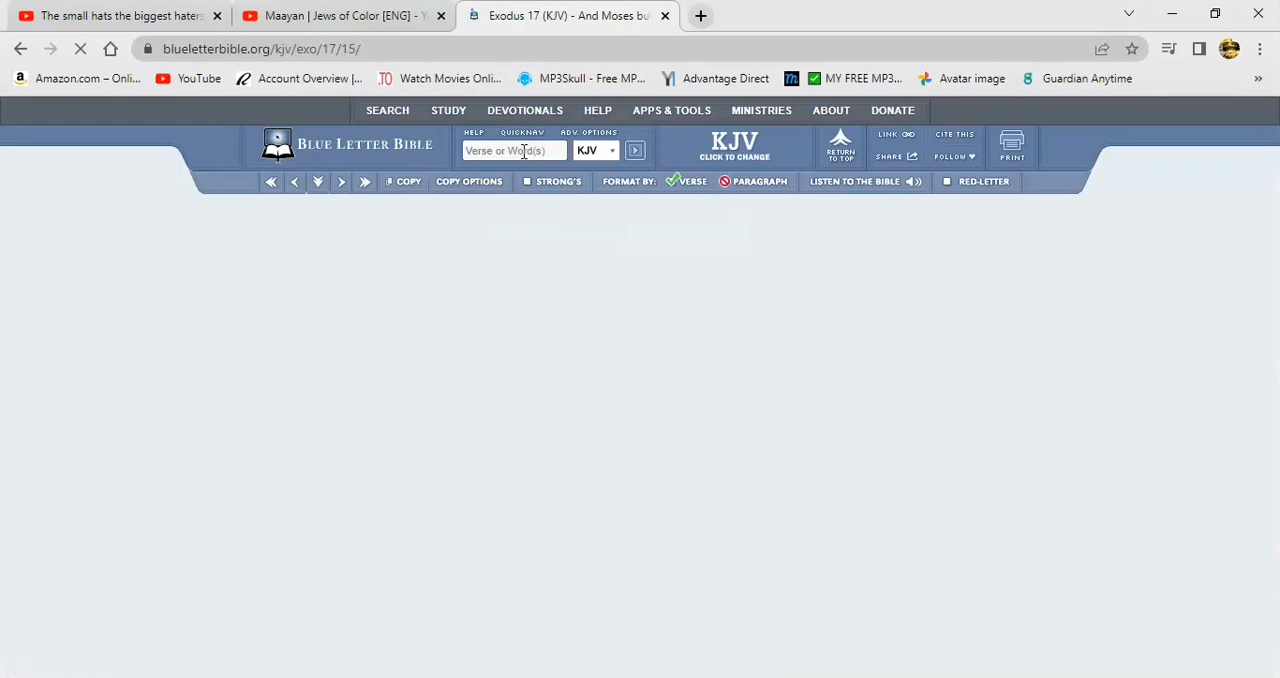 The small hats the biggest haters
Maayan | Jews of Color [ENG] - Y
Exodus 17 (KJV) - And Moses bui
blueletterbible.org/kjv/exo/17/15/
Amazon.com – Onli... YouTube Account Overview |... Watch Movies Onlin... MP3Skull - Free MP... Advantage Direct MY FREE MP3... Avatar image Guardian Anytime »
SEARCH STUDY DEVOTIONALS HELP APPS & TOOLS MINISTRIES ABOUT DONATE
HELP QUICKNAV ADV. OPTIONS
BLUE LETTER BIBLE
Verse or Word(s) KJV
KJV
CLICK TO CHANGE
RETURN TO TOP
LINK CITE THIS
SHARE FOLLOW
PRINT
COPY COPY OPTIONS STRONG'S FORMAT BY: VERSE PARAGRAPH LISTEN TO THE BIBLE RED-LETTER